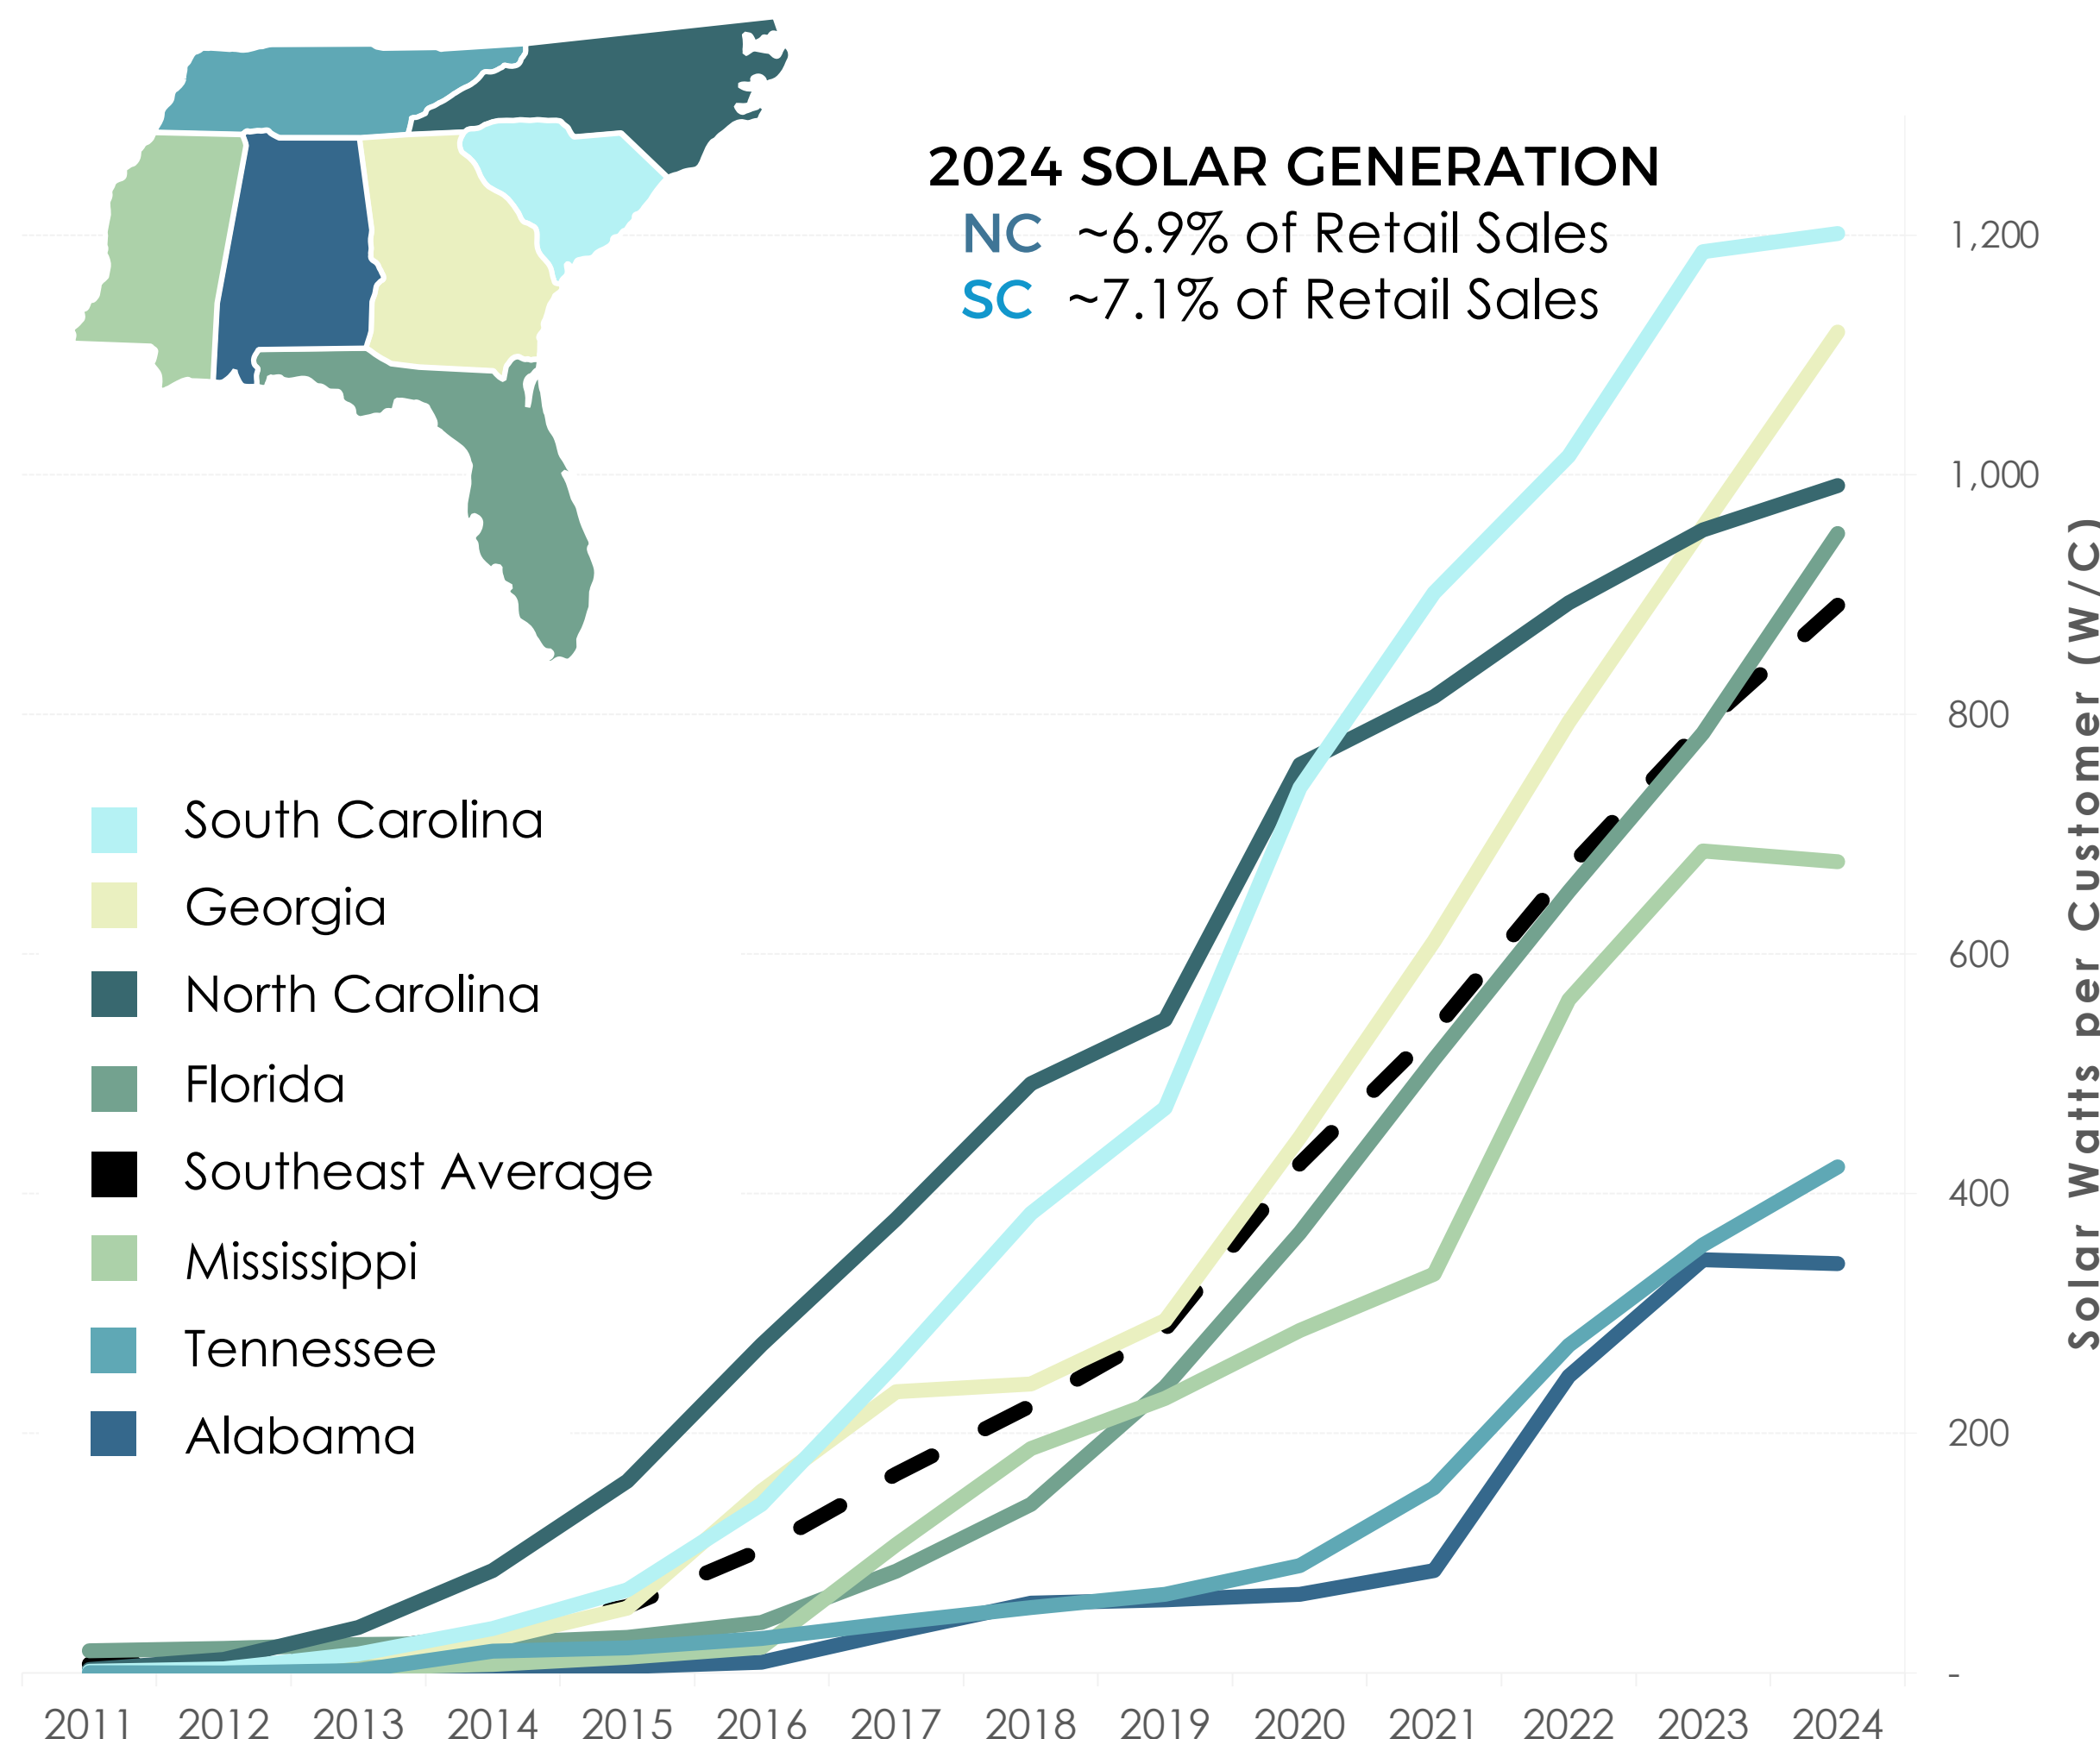 2024 SOLAR GENERATION
NC ~6.9% of Retail Sales
SC ~7.1% of Retail Sales
South Carolina
Georgia
North Carolina
Florida
Southeast Average
Mississippi
Tennessee
Alabama
1,200
1,000
800
600
400
200
-
Solar Watts per Customer (W/C)
2011 2012 2013 2014 2015 2016 2017 2018 2019 2020 2021 2022 2023 2024